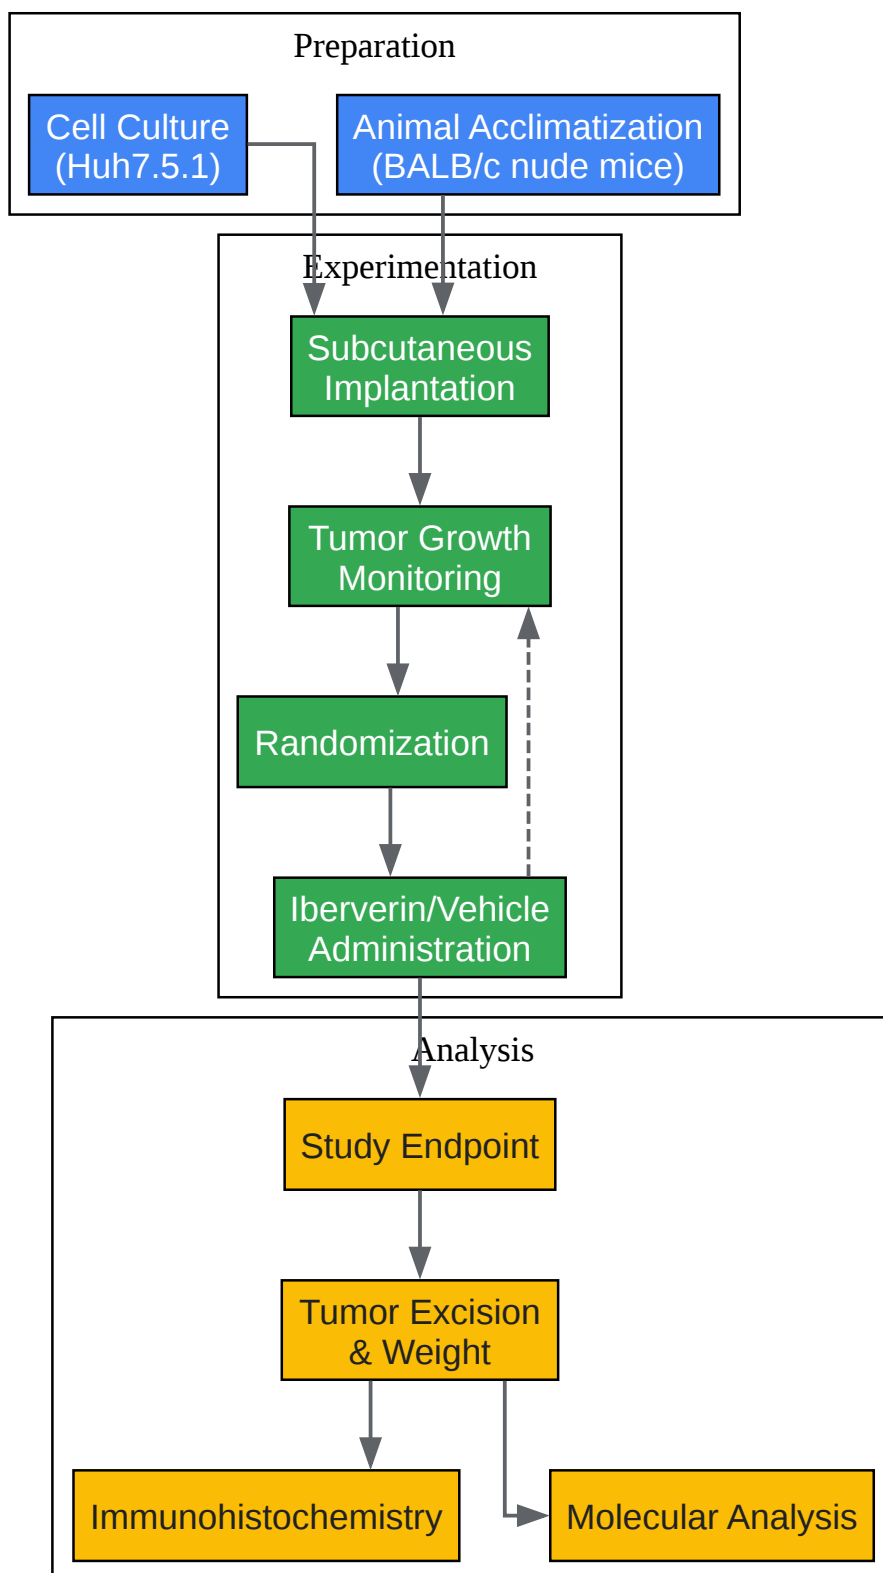 Preparation
Cell Culture
(Huh7.5.1)
Animal Acclimatization
(BALB/c nude mice)
Experimentation
Subcutaneous
Implantation
Tumor Growth
Monitoring
Randomization
Iberverin/Vehicle
Administration
Analysis
Study Endpoint
Tumor Excision
& Weight
Immunohistochemistry
Molecular Analysis